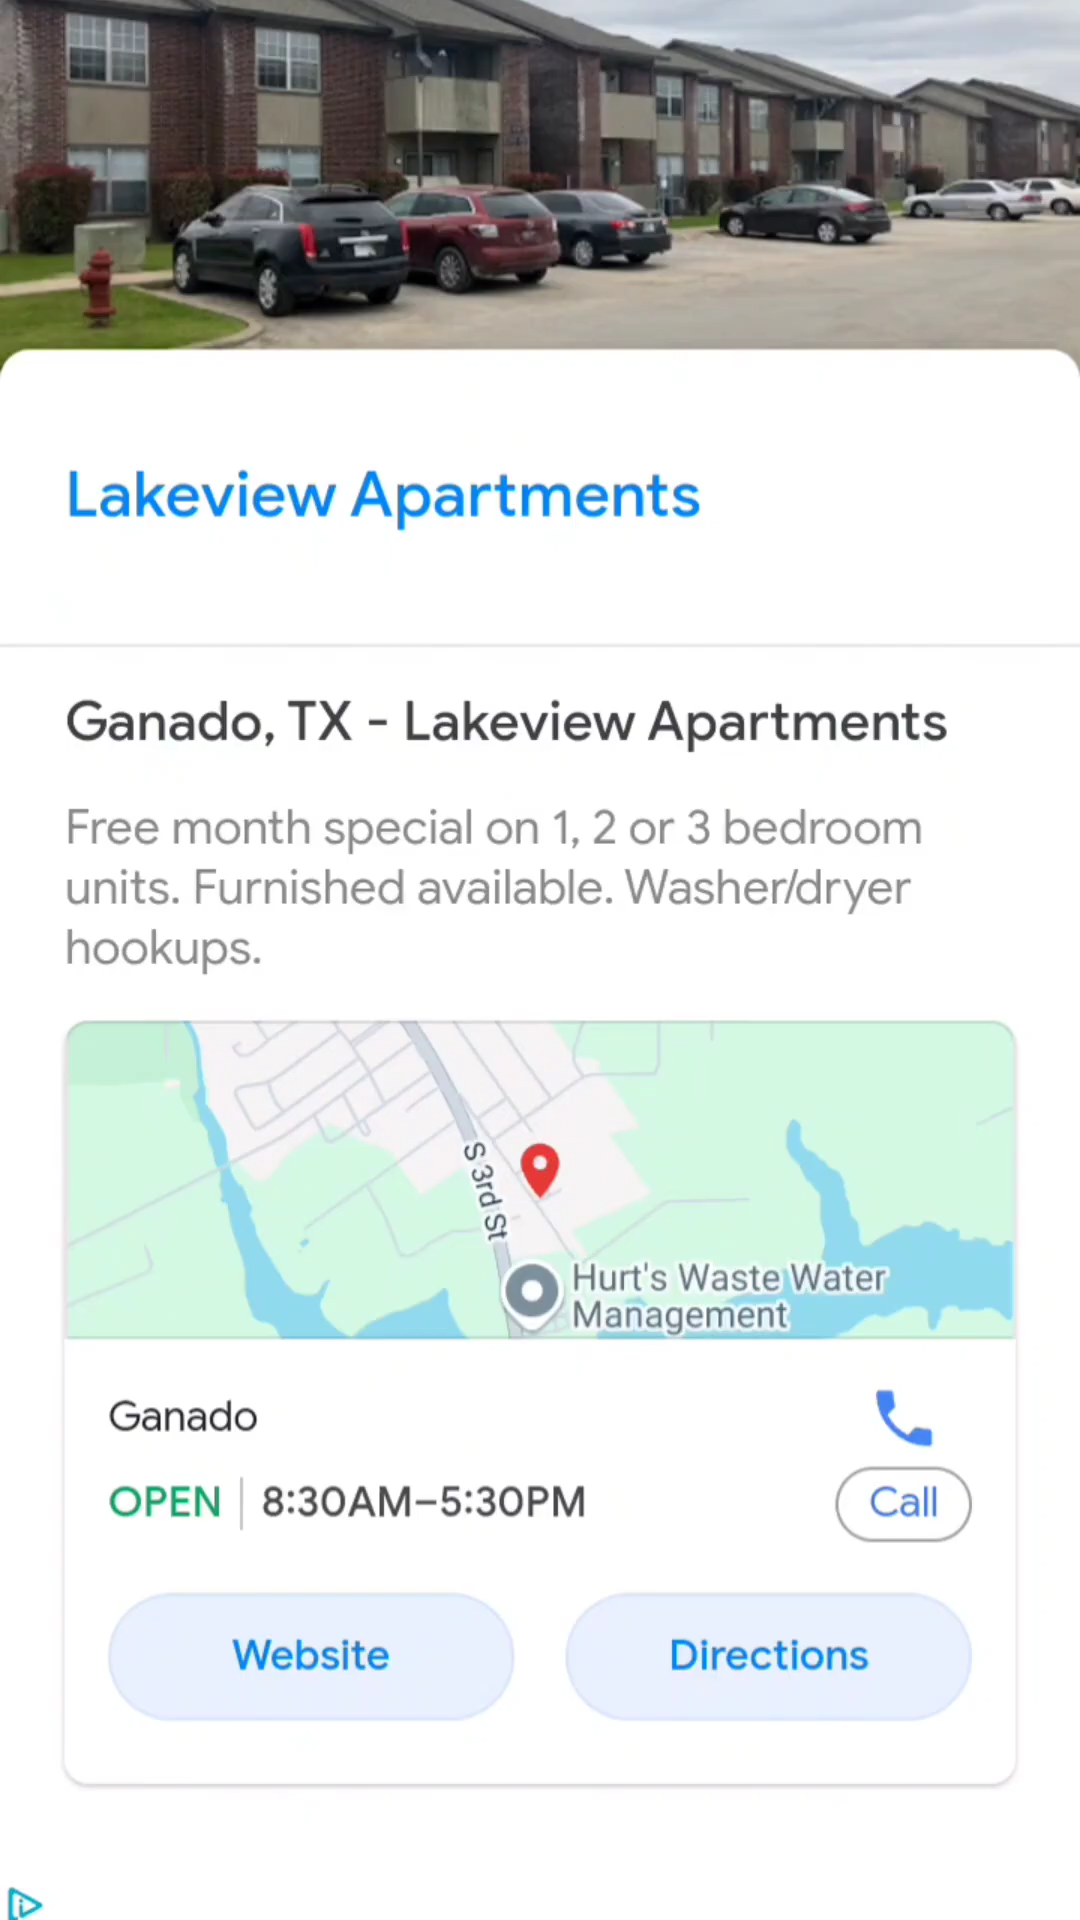 Lakeview Apartments
Ganado, TX - Lakeview Apartments
Free month special on 1, 2 or 3 bedroom
units. Furnished available. Washer/dryer
hookups.
S 3rd St
Hurt's Waste Water
Management
Ganado
OPEN | 8:30AM–5:30PM
Call
Website
Directions